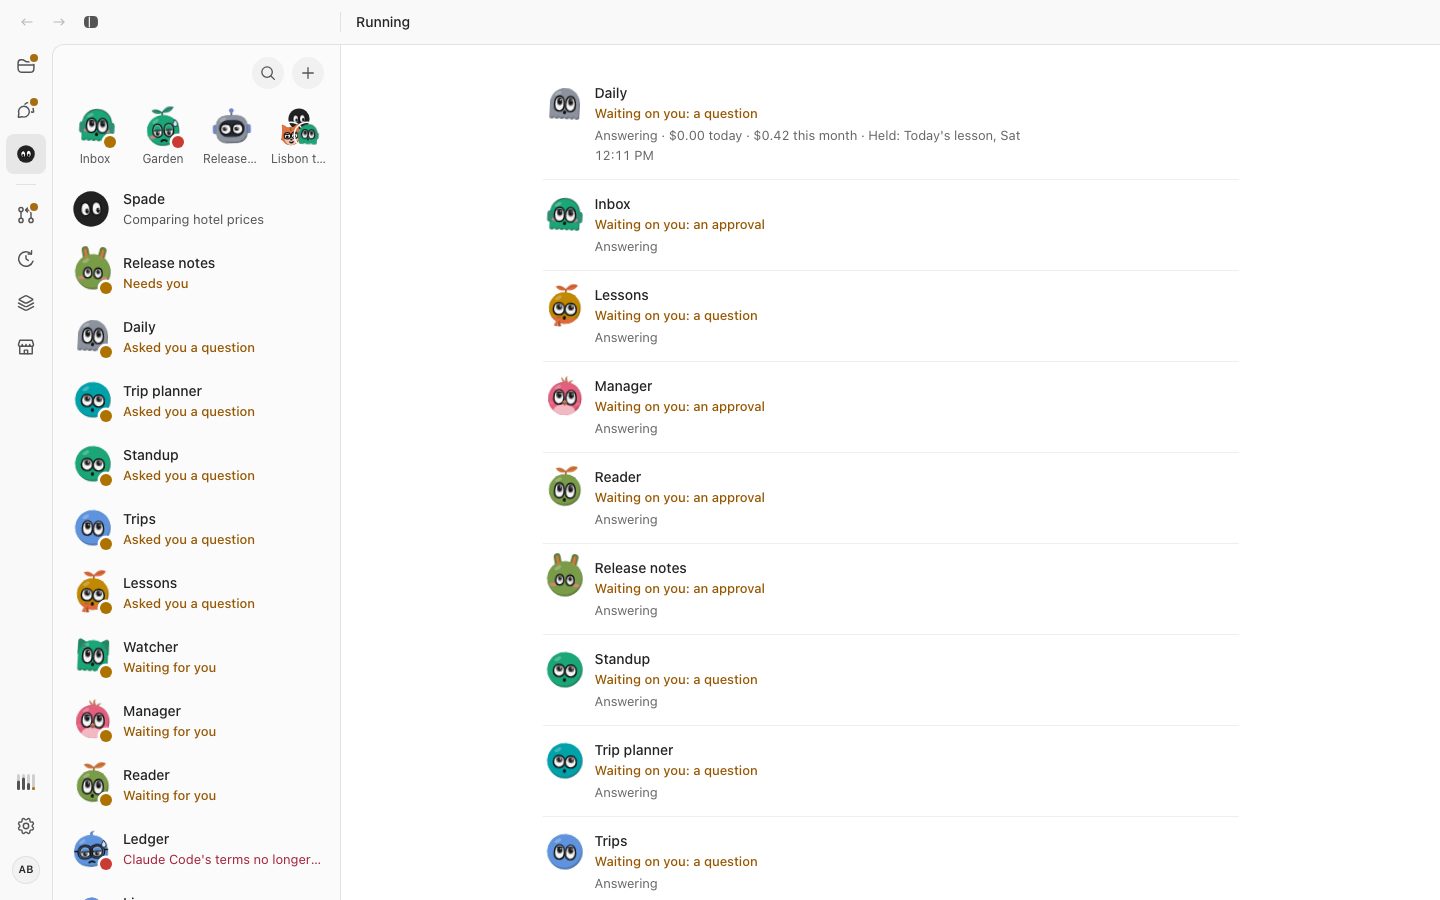 Running
Inbox
Garden
Release...
Lisbon t...
Spade
Comparing hotel prices
Release notes
Needs you
Daily
Asked you a question
Trip planner
Asked you a question
Standup
Asked you a question
Trips
Asked you a question
Lessons
Asked you a question
Watcher
Waiting for you
Manager
Waiting for you
Reader
Waiting for you
Ledger
Claude Code's terms no longer...
AB
Daily
Waiting on you: a question
Answering · $0.00 today · $0.42 this month · Held: Today's lesson, Sat
12:11 PM
Inbox
Waiting on you: an approval
Answering
Lessons
Waiting on you: a question
Answering
Manager
Waiting on you: an approval
Answering
Reader
Waiting on you: an approval
Answering
Release notes
Waiting on you: an approval
Answering
Standup
Waiting on you: a question
Answering
Trip planner
Waiting on you: a question
Answering
Trips
Waiting on you: a question
Answering